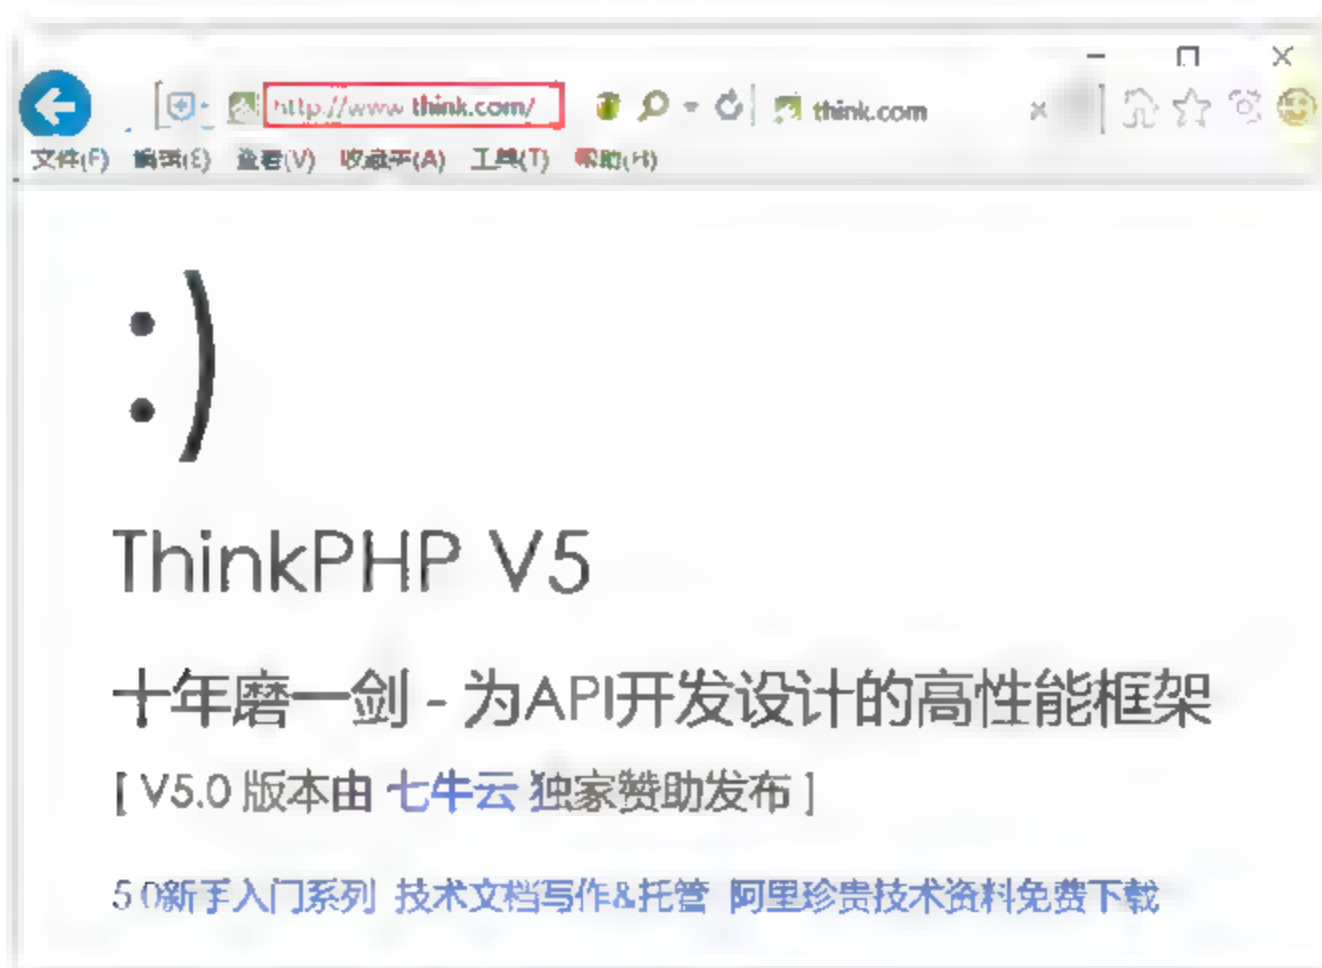 http://www.think.com/ think.com
文件(F) 编辑(E) 查看(V) 收藏夹(A) 工具(T) 帮助(H)
:)
ThinkPHP V5
十年磨一剑 - 为API开发设计的高性能框架
[ V5.0 版本由 七牛云 独家赞助发布 ]
5.0新手入门系列 技术文档写作&托管 阿里珍贵技术资料免费下载